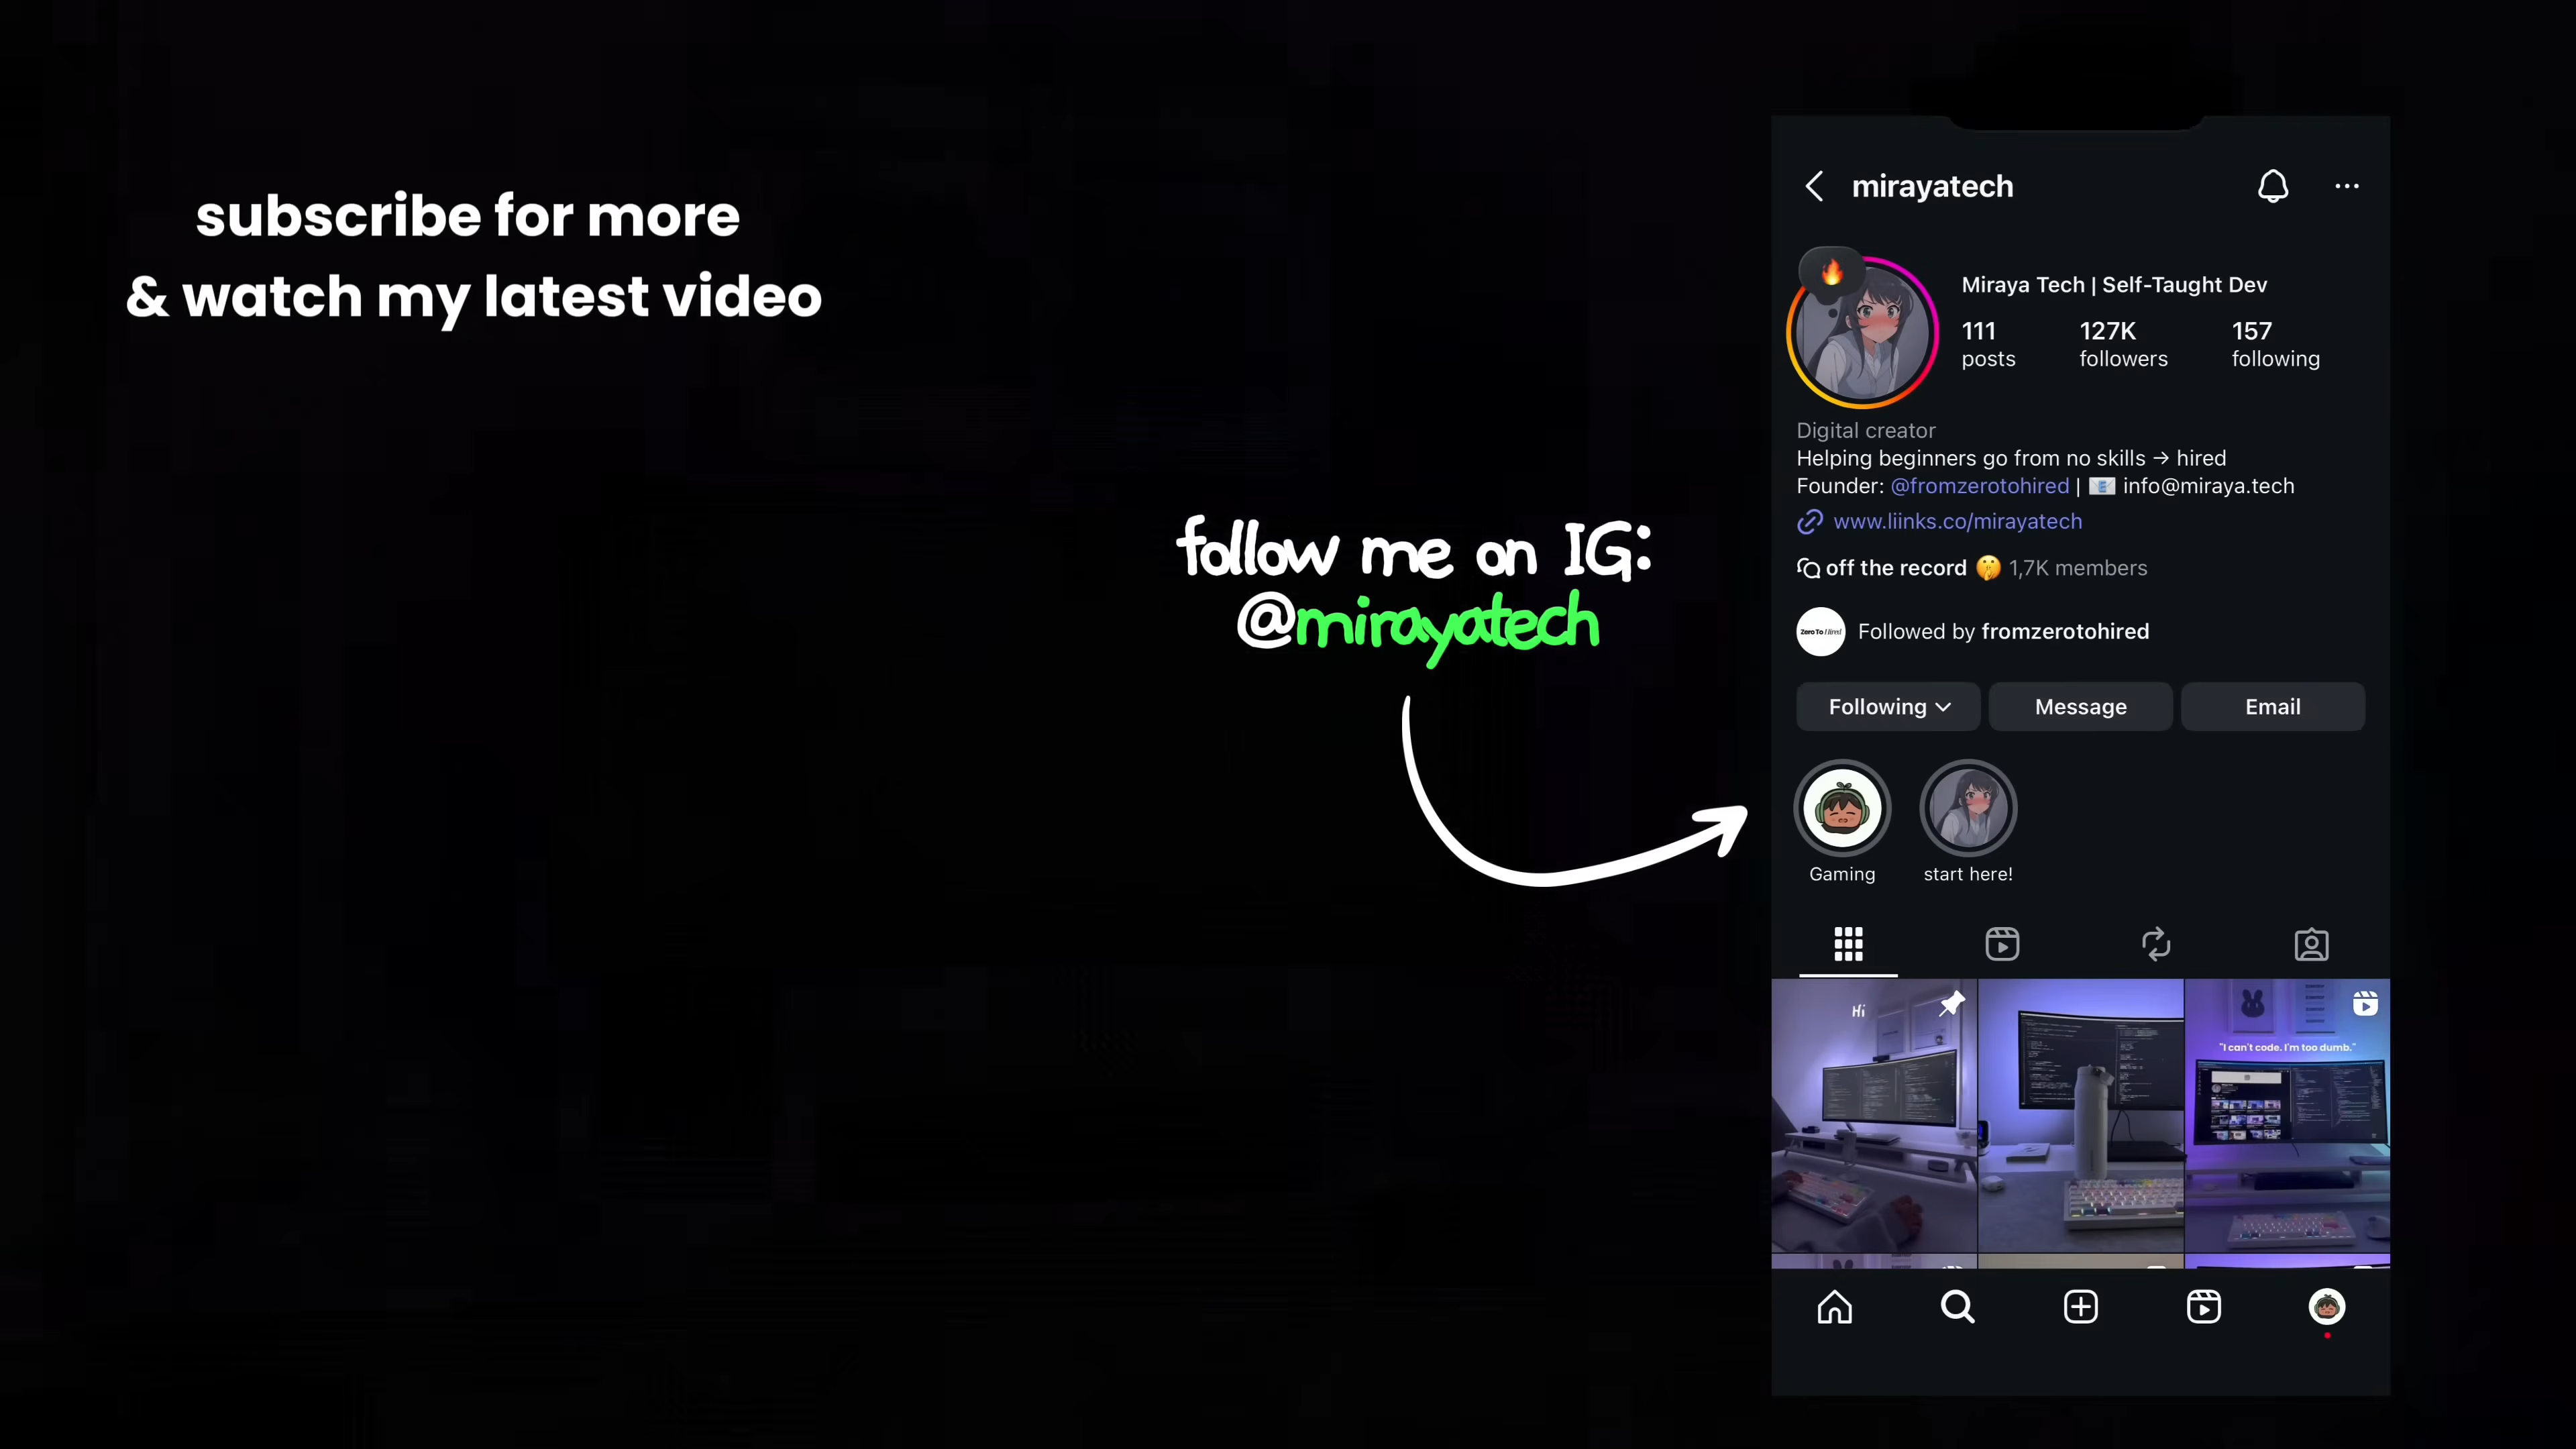 subscribe for more
& watch my latest video
follow me on IG:
@mirayatech
mirayatech
Miraya Tech | Self-Taught Dev
111 127K 157
posts followers following
Digital creator
Helping beginners go from no skills → hired
Founder: @fromzerotohired | 📧 info@miraya.tech
www.liinks.co/mirayatech
off the record 🤫 1,7K members
Zero To Hired
Followed by fromzerotohired
Following Message Email
Gaming start here!
Hi
"I can't code. I'm too dumb."